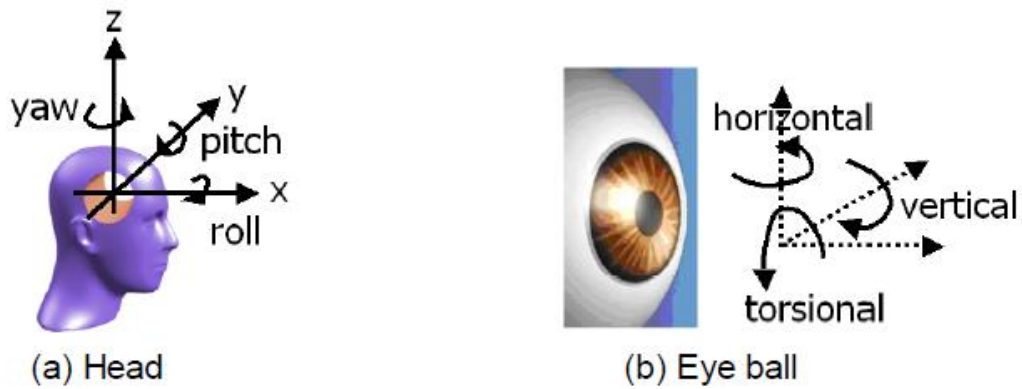 z
yaw
y
pitch
x
roll
(a) Head
horizontal
vertical
torsional
(b) Eye ball